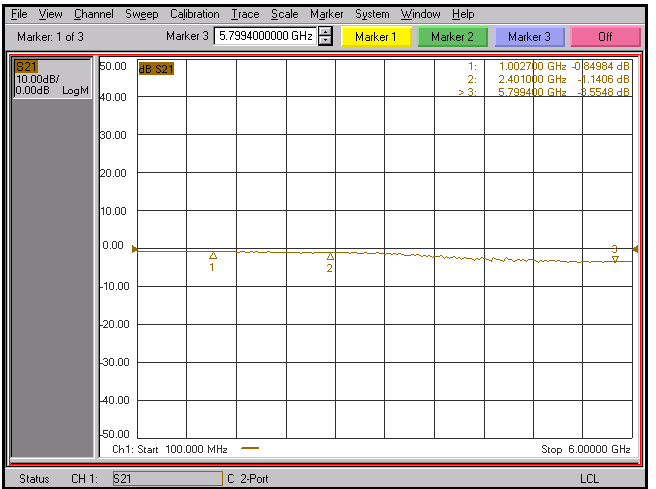 File View Channel Sweep Calibration Trace Scale Marker System Window Help
Marker: 1 of 3 Marker 3 5.7994000000 GHz Marker 1 Marker 2 Marker 3 Off
S21
10.00dB/
0.00dB LogM
dB S21
1: 1.002700 GHz -0.84984 dB
2: 2.401000 GHz -1.1406 dB
> 3: 5.799400 GHz -3.5548 dB
50.00
40.00
30.00
20.00
10.00
0.00
-10.00
-20.00
-30.00
-40.00
-50.00
1
2
3
Ch1: Start 100.000 MHz Stop 6.00000 GHz
Status CH 1: S21 C 2-Port LCL